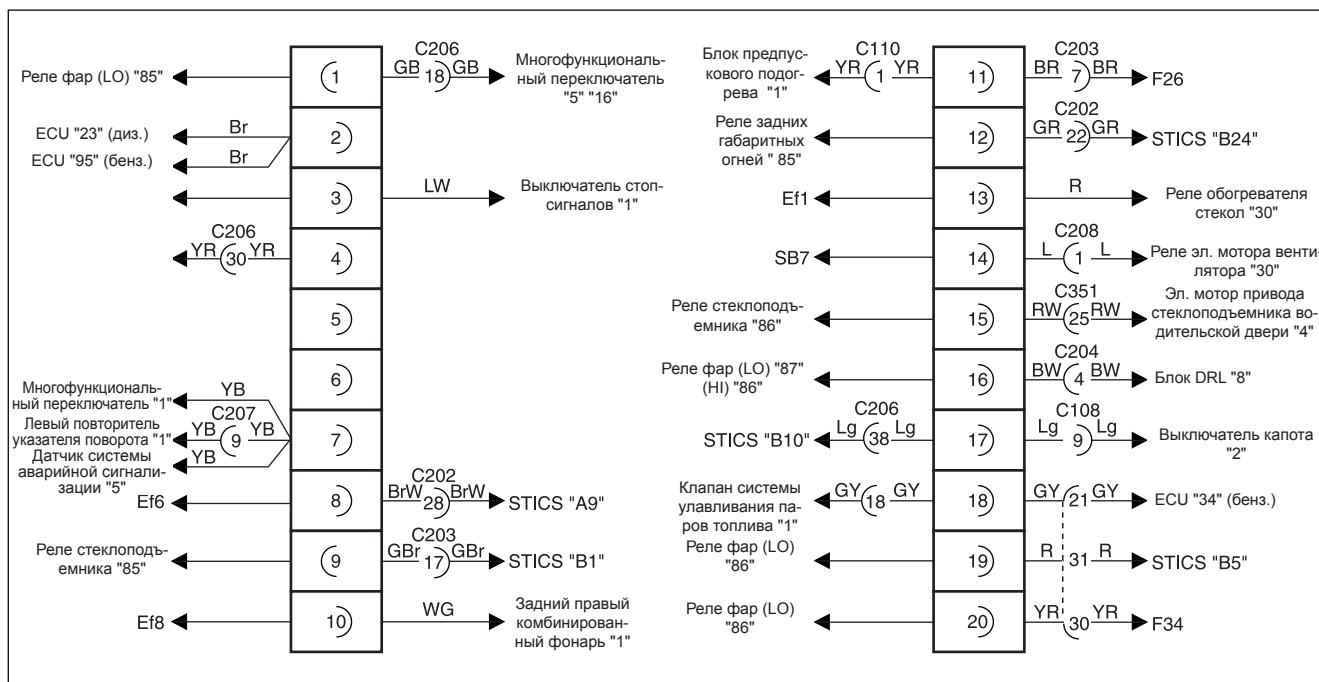 C206
Реле фар (LO) "85"
1
GB 18 GB
Многофункциональ-
ный переключатель
"5" "16"
ECU "23" (диз.)
Br
ECU "95" (бенз.)
Br
2
3
LW
Выключатель стоп-
сигналов "1"
C206
YR 30 YR
4
5
6
Многофункциональ-
ный переключатель "1"
YB
C207
Левый повторитель
указателя поворота "1"
YB 9 YB
7
Датчик системы
аварийной сигнали-
зации "5"
YB
Ef6
8
C202
BrW 28 BrW
STICS "A9"
Реле стеклоподъ-
емника "85"
9
C203
GBr 17 GBr
STICS "B1"
Ef8
10
WG
Задний правый
комбинирован-
ный фонарь "1"
Блок предпус-
кового подог-
рева "1"
C110
YR 1 YR
11
C203
BR 7 BR
F26
Реле задних
габаритных
огней " 85"
12
C202
GR 22 GR
STICS "B24"
Ef1
13
R
Реле обогревателя
стекол "30"
SB7
14
C208
L 1 L
Реле эл. мотора венти-
лятора "30"
Реле стеклоподъ-
емника "86"
15
C351
RW 25 RW
Эл. мотор привода
стеклоподъемника во-
дительской двери "4"
Реле фар (LO) "87"
(HI) "86"
16
C204
BW 4 BW
Блок DRL "8"
STICS "B10"
C206
Lg 38 Lg
17
C108
Lg 9 Lg
Выключатель капота
"2"
Клапан системы
улавливания па-
ров топлива "1"
GY 18 GY
18
GY 21 GY
ECU "34" (бенз.)
Реле фар (LO)
"86"
19
R 31 R
STICS "B5"
Реле фар (LO)
"86"
20
YR 30 YR
F34